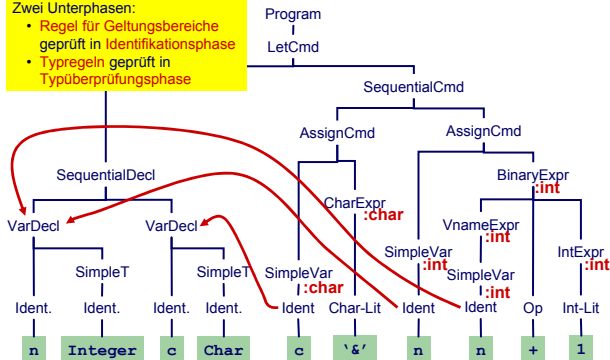 Zwei Unterphasen:
• Regel für Geltungsbereiche
geprüft in Identifikationsphase
• Typregeln geprüft in
Typüberprüfungsphase
Program
LetCmd
SequentialCmd
AssignCmd AssignCmd
SequentialDecl BinaryExpr
:int
CharExpr
:char
VarDecl VarDecl VnameExpr
:int
SimpleVar
:int
IntExpr
:int
SimpleT SimpleT SimpleVar
:char
SimpleVar
:int
Ident. Ident. Ident. Ident. Ident Char-Lit Ident Ident Op Int-Lit
n Integer c Char c ‘&’ n n + 1